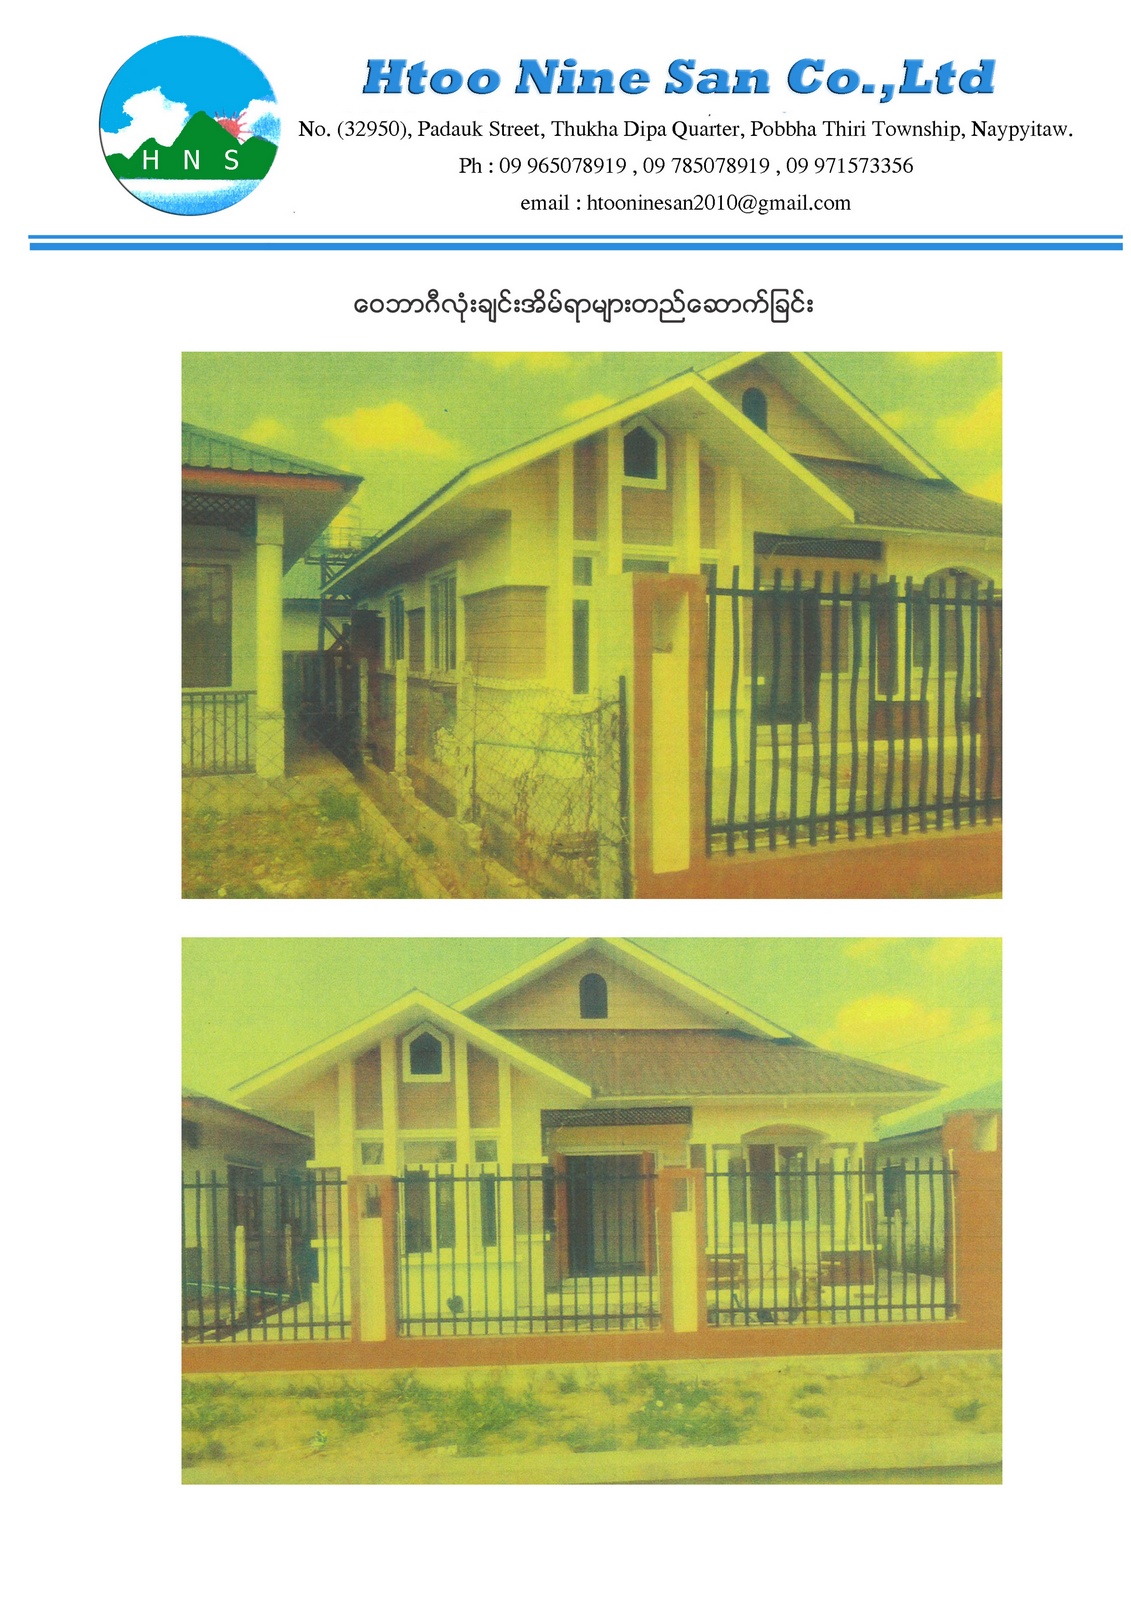 H N S
Htoo Nine San Co.,Ltd
No. (32950), Padauk Street, Thukha Dipa Quarter, Pobbha Thiri Township, Naypyitaw.
Ph : 09 965078919 , 09 785078919 , 09 971573356
email : htooninesan2010@gmail.com
ဝေဘာဂီလုံးချင်းအိမ်ရာများတည်ဆောက်ခြင်း